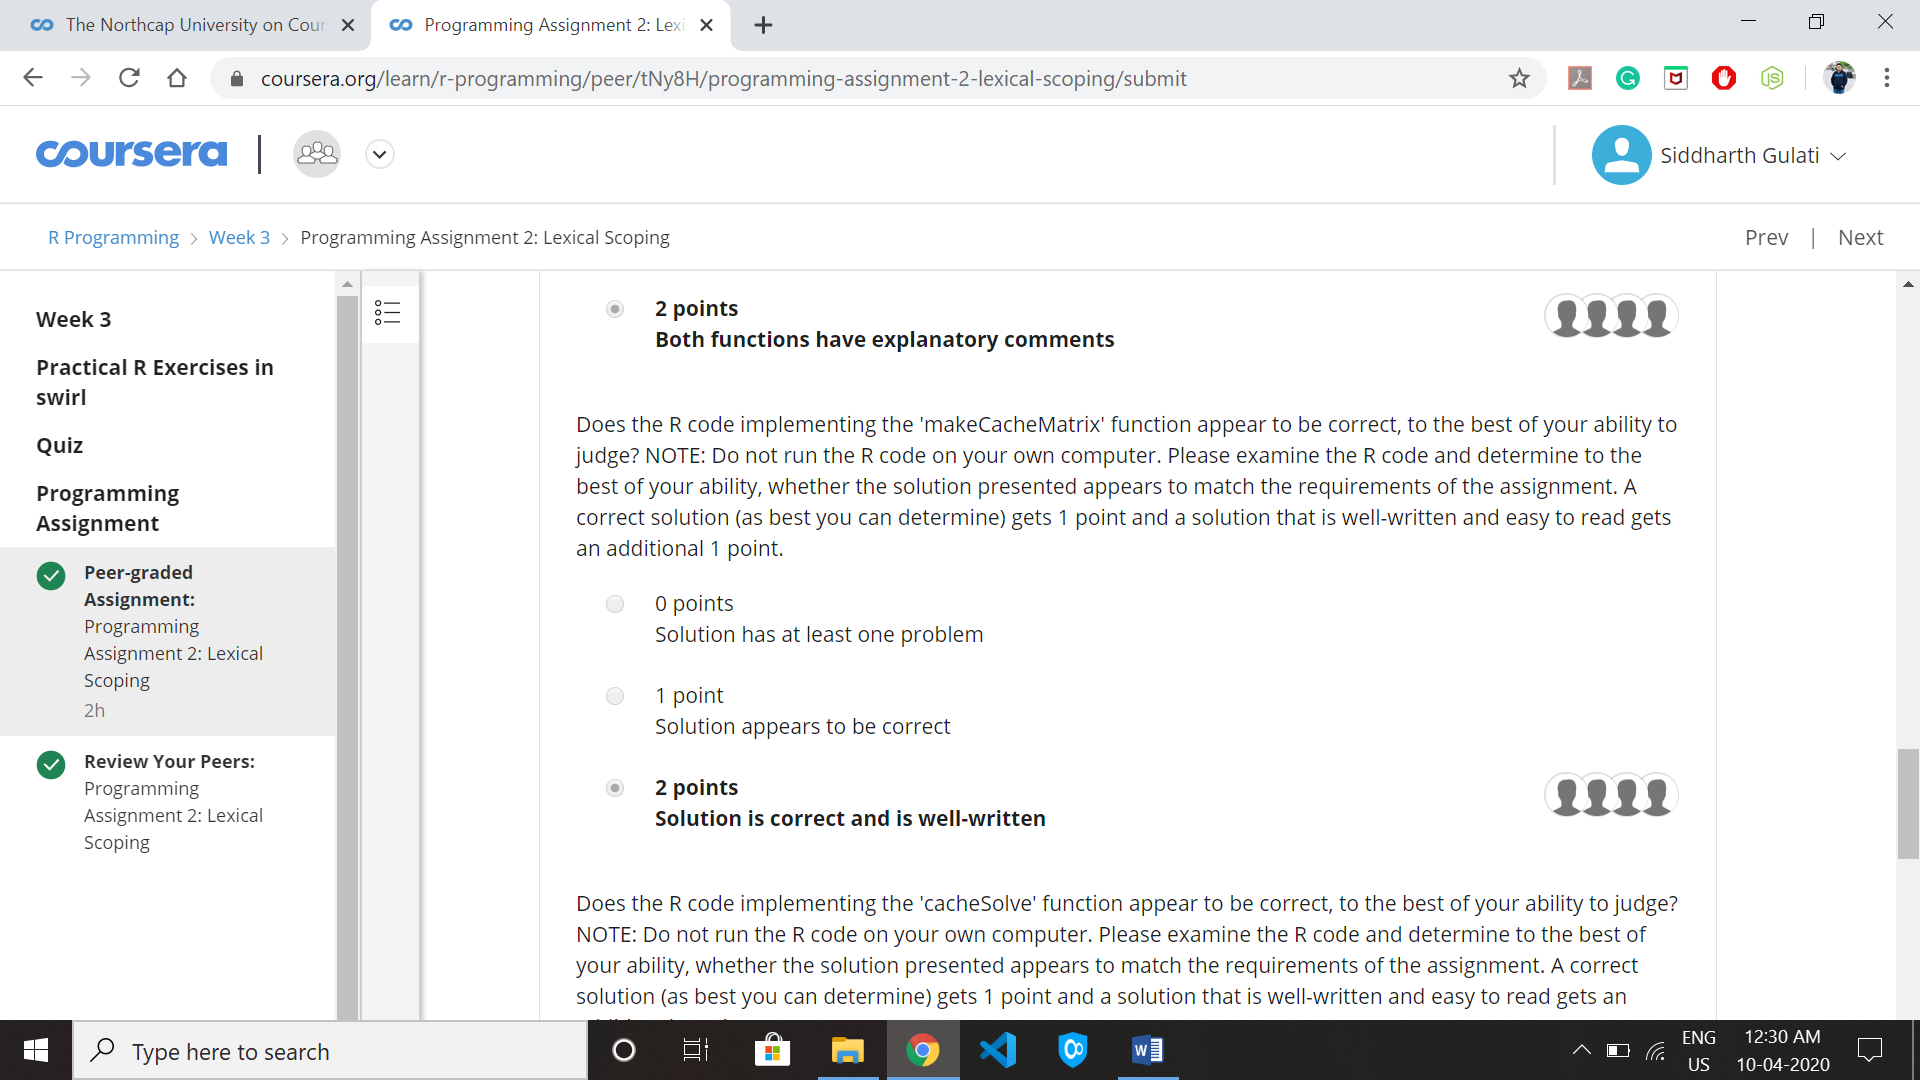 The Northcap University on Cour
Programming Assignment 2: Lexi
coursera.org/learn/r-programming/peer/tNy8H/programming-assignment-2-lexical-scoping/submit
coursera
Siddharth Gulati
R Programming > Week 3 > Programming Assignment 2: Lexical Scoping
Prev | Next
Week 3
Practical R Exercises in
swirl
Quiz
Programming
Assignment
Peer-graded
Assignment:
Programming
Assignment 2: Lexical
Scoping
2h
Review Your Peers:
Programming
Assignment 2: Lexical
Scoping
2 points
Both functions have explanatory comments
Does the R code implementing the 'makeCacheMatrix' function appear to be correct, to the best of your ability to
judge? NOTE: Do not run the R code on your own computer. Please examine the R code and determine to the
best of your ability, whether the solution presented appears to match the requirements of the assignment. A
correct solution (as best you can determine) gets 1 point and a solution that is well-written and easy to read gets
an additional 1 point.
0 points
Solution has at least one problem
1 point
Solution appears to be correct
2 points
Solution is correct and is well-written
Does the R code implementing the 'cacheSolve' function appear to be correct, to the best of your ability to judge?
NOTE: Do not run the R code on your own computer. Please examine the R code and determine to the best of
your ability, whether the solution presented appears to match the requirements of the assignment. A correct
solution (as best you can determine) gets 1 point and a solution that is well-written and easy to read gets an
Type here to search
ENG
US
12:30 AM
10-04-2020